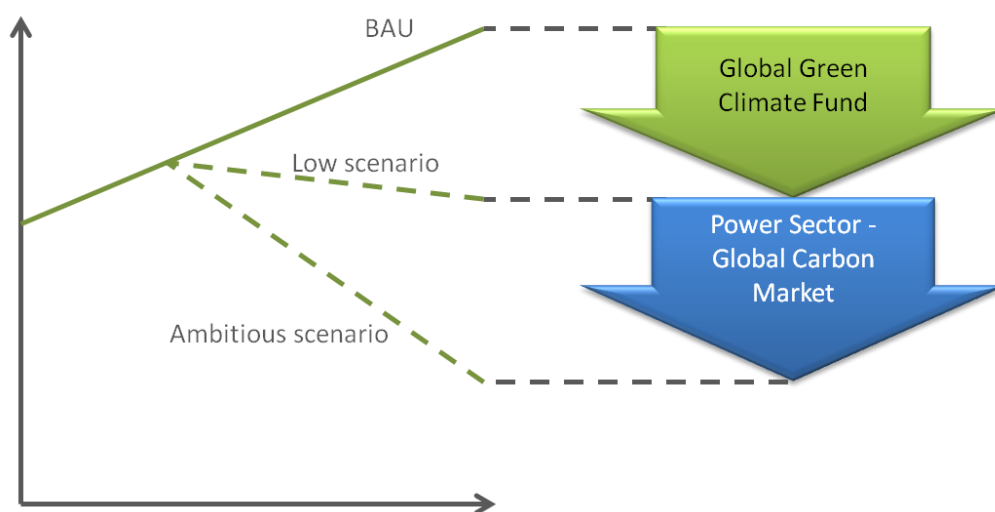 BAU
Global Green
Climate Fund
Low scenario
Power Sector -
Global Carbon
Market
Ambitious scenario